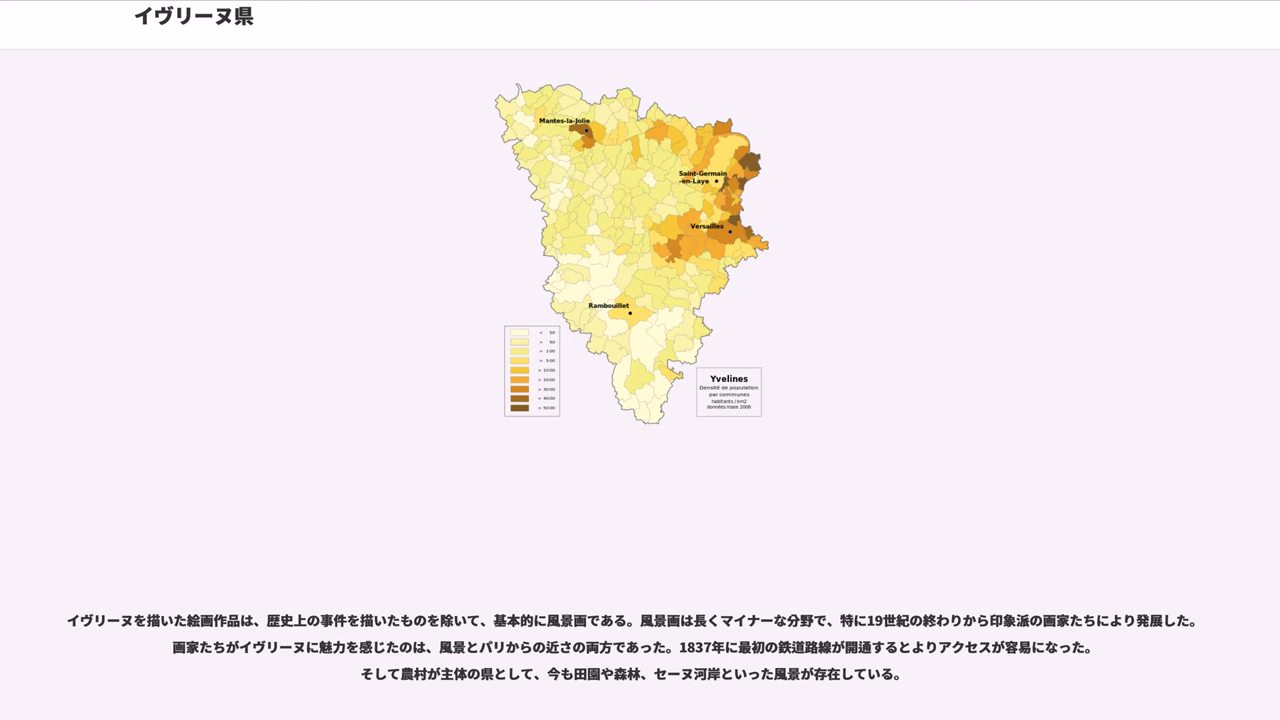 イヴリーヌ県
Mantes-la-Jolie
Saint-Germain
-en-Laye
Versailles
Rambouillet
< 50
> 50
> 100
> 500
> 1000
> 2000
> 3000
> 4000
> 5000
Yvelines
Densité de population
par communes
habitants / km2
données Insee 2006
イヴリーヌを描いた絵画作品は、歴史上の事件を描いたものを除いて、基本的に風景画である。風景画は長くマイナーな分野で、特に19世紀の終わりから印象派の画家たちにより発展した。
画家たちがイヴリーヌに魅力を感じたのは、風景とパリからの近さの両方であった。1837年に最初の鉄道路線が開通するとよりアクセスが容易になった。
そして農村が主体の県として、今も田園や森林、セーヌ河岸といった風景が存在している。